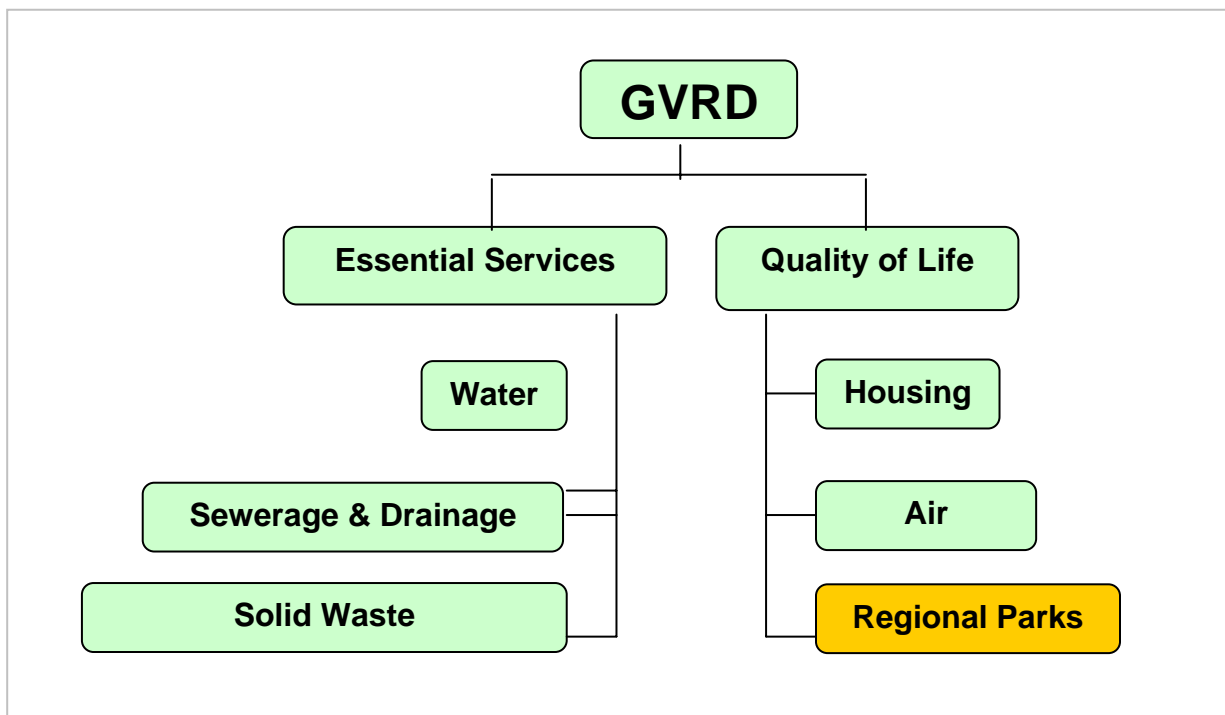 GVRD
Essential Services
Quality of Life
Water
Housing
Sewerage & Drainage
Air
Solid Waste
Regional Parks